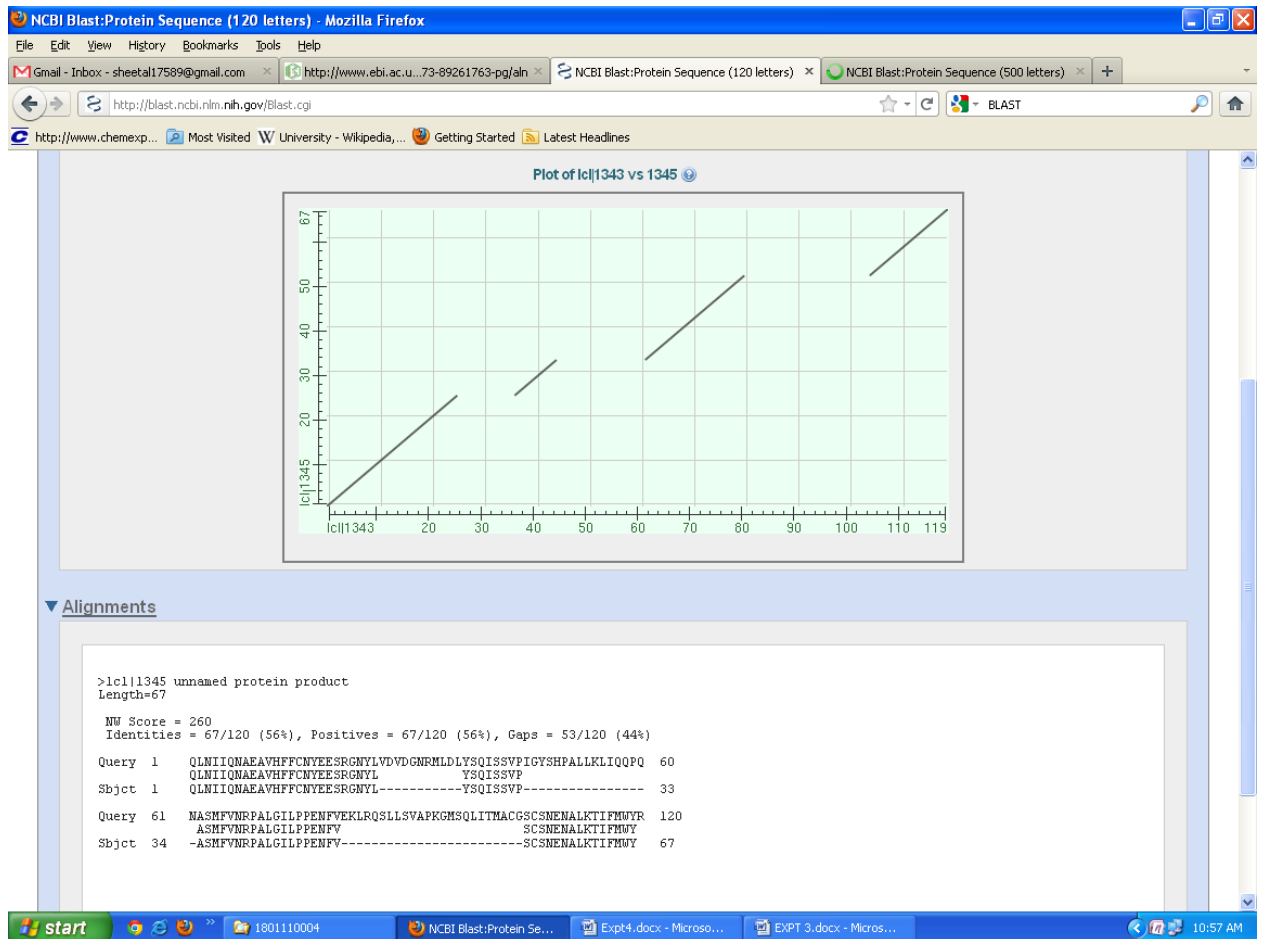 NCBI Blast:Protein Sequence (120 letters) - Mozilla Firefox
File Edit View History Bookmarks Tools Help
Gmail - Inbox - sheetal17589@gmail.com × http://www.ebi.ac.u...73-89261763-pg/aln × NCBI Blast:Protein Sequence (120 letters) × NCBI Blast:Protein Sequence (500 letters) × +
http://blast.ncbi.nlm.nih.gov/Blast.cgi BLAST
http://www.chemexp... Most Visited University - Wikipedia,... Getting Started Latest Headlines
Plot of lcl|1343 vs 1345
67
50
40
30
20
lcl|1345
lcl|1343 20 30 40 50 60 70 80 90 100 110 119
Alignments
>lcl|1345 unnamed protein product
Length=67
NW Score = 260
Identities = 67/120 (56%), Positives = 67/120 (56%), Gaps = 53/120 (44%)
Query 1 QLNIIQNAEAVHFFCNYEESRGNYLVDVDGNRMLDLYSQISSVPIGYSHPALLKLIQQPQ 60
QLNIIQNAEAVHFFCNYEESRGNYL YSQISSVP
Sbjct 1 QLNIIQNAEAVHFFCNYEESRGNYL-----------YSQISSVP---------------- 33
Query 61 NASMFVNRPALGILPPENFVEKLRQSLLSVAPKGMSQLITMACGSCSNENALKTIFMWYR 120
ASMFVNRPALGILPPENFV SCSNENALKTIFMWY
Sbjct 34 -ASMFVNRPALGILPPENFV------------------------SCSNENALKTIFMWY 67
start 1801110004 NCBI Blast:Protein Se... Expt4.docx - Microso... EXPT 3.docx - Micros... 10:57 AM